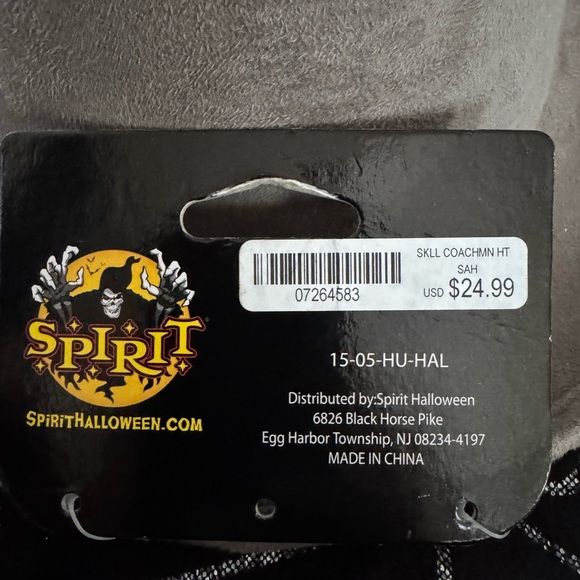 SKLL COACHMN HT
SAH
07264583
USD $24.99
SPIRIT
SPIRITHALLOWEEN.COM
15-05-HU-HAL
Distributed by:Spirit Halloween
6826 Black Horse Pike
Egg Harbor Township, NJ 08234-4197
MADE IN CHINA